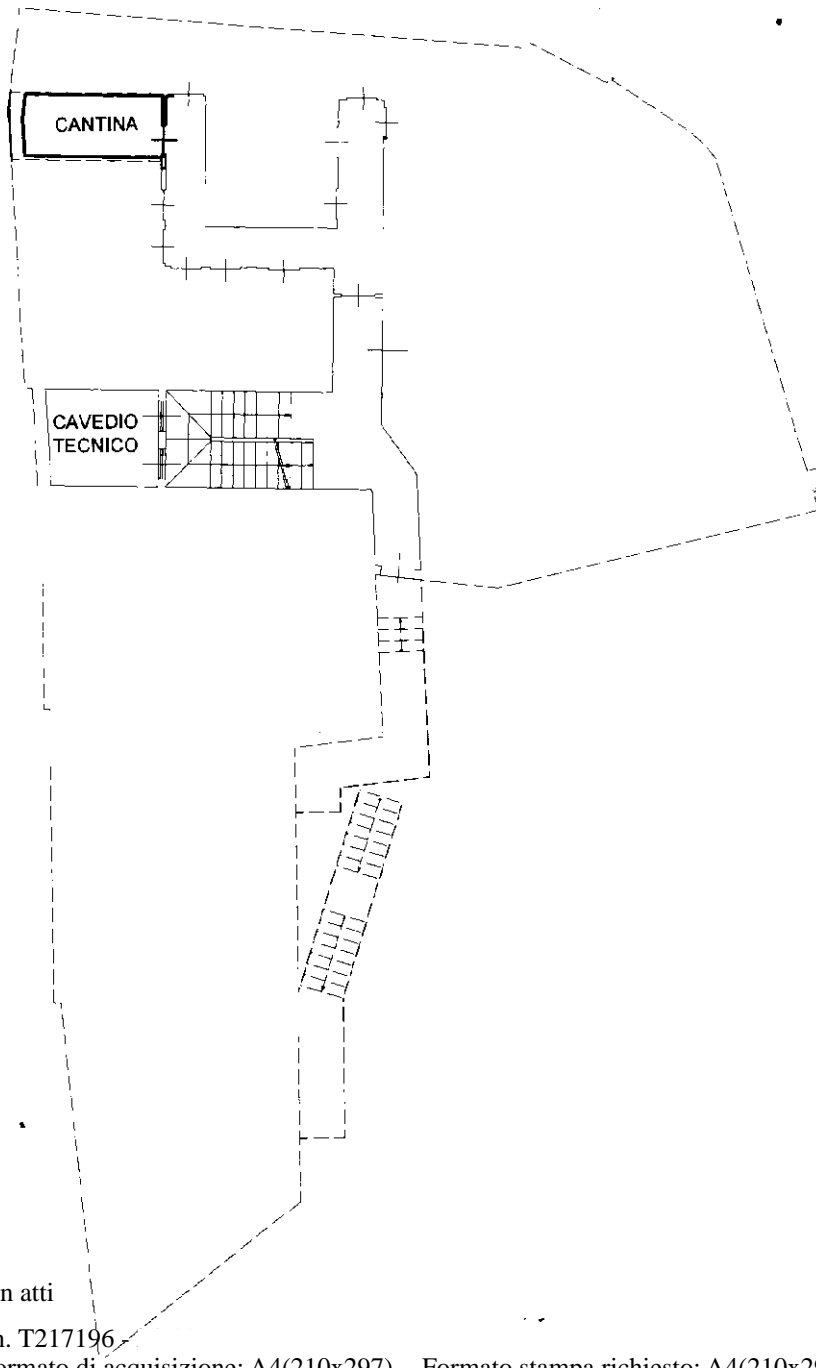 CANTINA
CAVEDIO
TECNICO
n atti
n. T217196 -
ormato di acquisizione: A4(210x297) - Formato stampa richiesto: A4(210x29